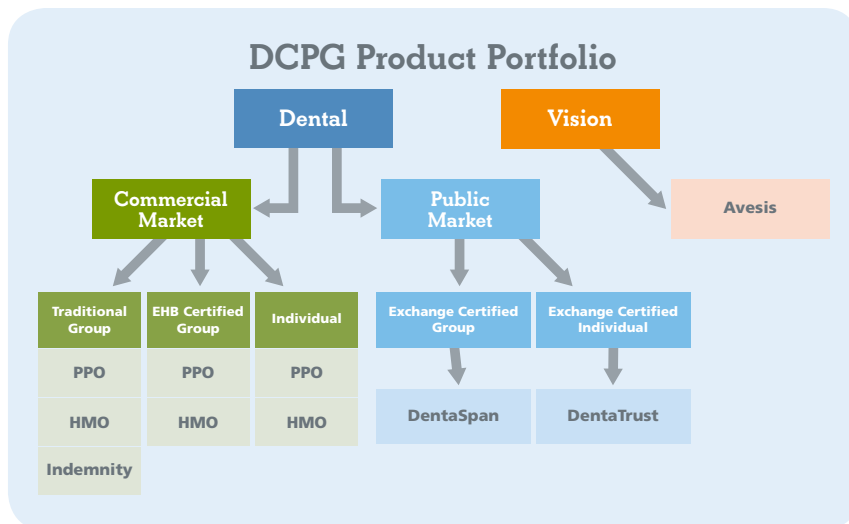 DCPG Product Portfolio
Dental
Vision
Commercial
Market
Public
Market
Avesis
Traditional
Group
EHB Certified
Group
Individual
Exchange Certified
Group
Exchange Certified
Individual
PPO
PPO
PPO
HMO
HMO
HMO
DentaSpan
DentaTrust
Indemnity